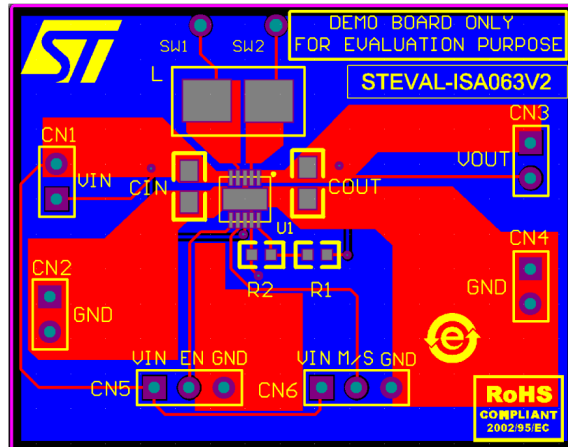 DEMO BOARD ONLY
FOR EVALUATION PURPOSE
ST
SW1 SW2
STEVAL-ISA063V2
L
CN1
CN3
VIN
CIN
COUT
VOUT
U1
CN2
CN4
GND
GND
R2 R1
e
VIN EN GND
VIN M/S GND
CN5
CN6
RoHS
COMPLIANT
2002/95/EC